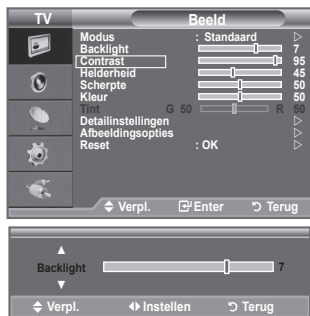 TV Beeld
Modus : Standaard
Backlight 7
Contrast 95
Helderheid 45
Scherpte 50
Kleur 50
Tint G 50 R 50
Detailinstellingen
Afbeeldingsopties
Reset : OK
Verpl. Enter Terug
Backlight 7
Verpl. Instellen Terug